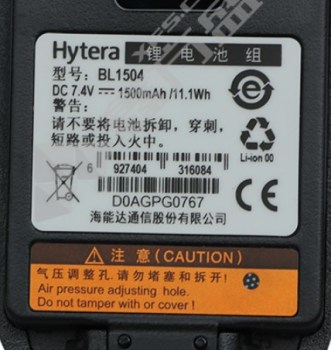 Hytera 锂电池组
型号: BL1504
DC 7.4V 1500mAh /11.1Wh
警告:
请不要将电池拆卸，穿刺，
短路或投入火中。
Li-ion 00
6 927404 316084
D0AGPG0767
海能达通信股份有限公司
注意 (CAUTION)
气压调整孔.请勿堵塞和拆开.
Air pressure adjusting hole.
Do not tamper with or cover !